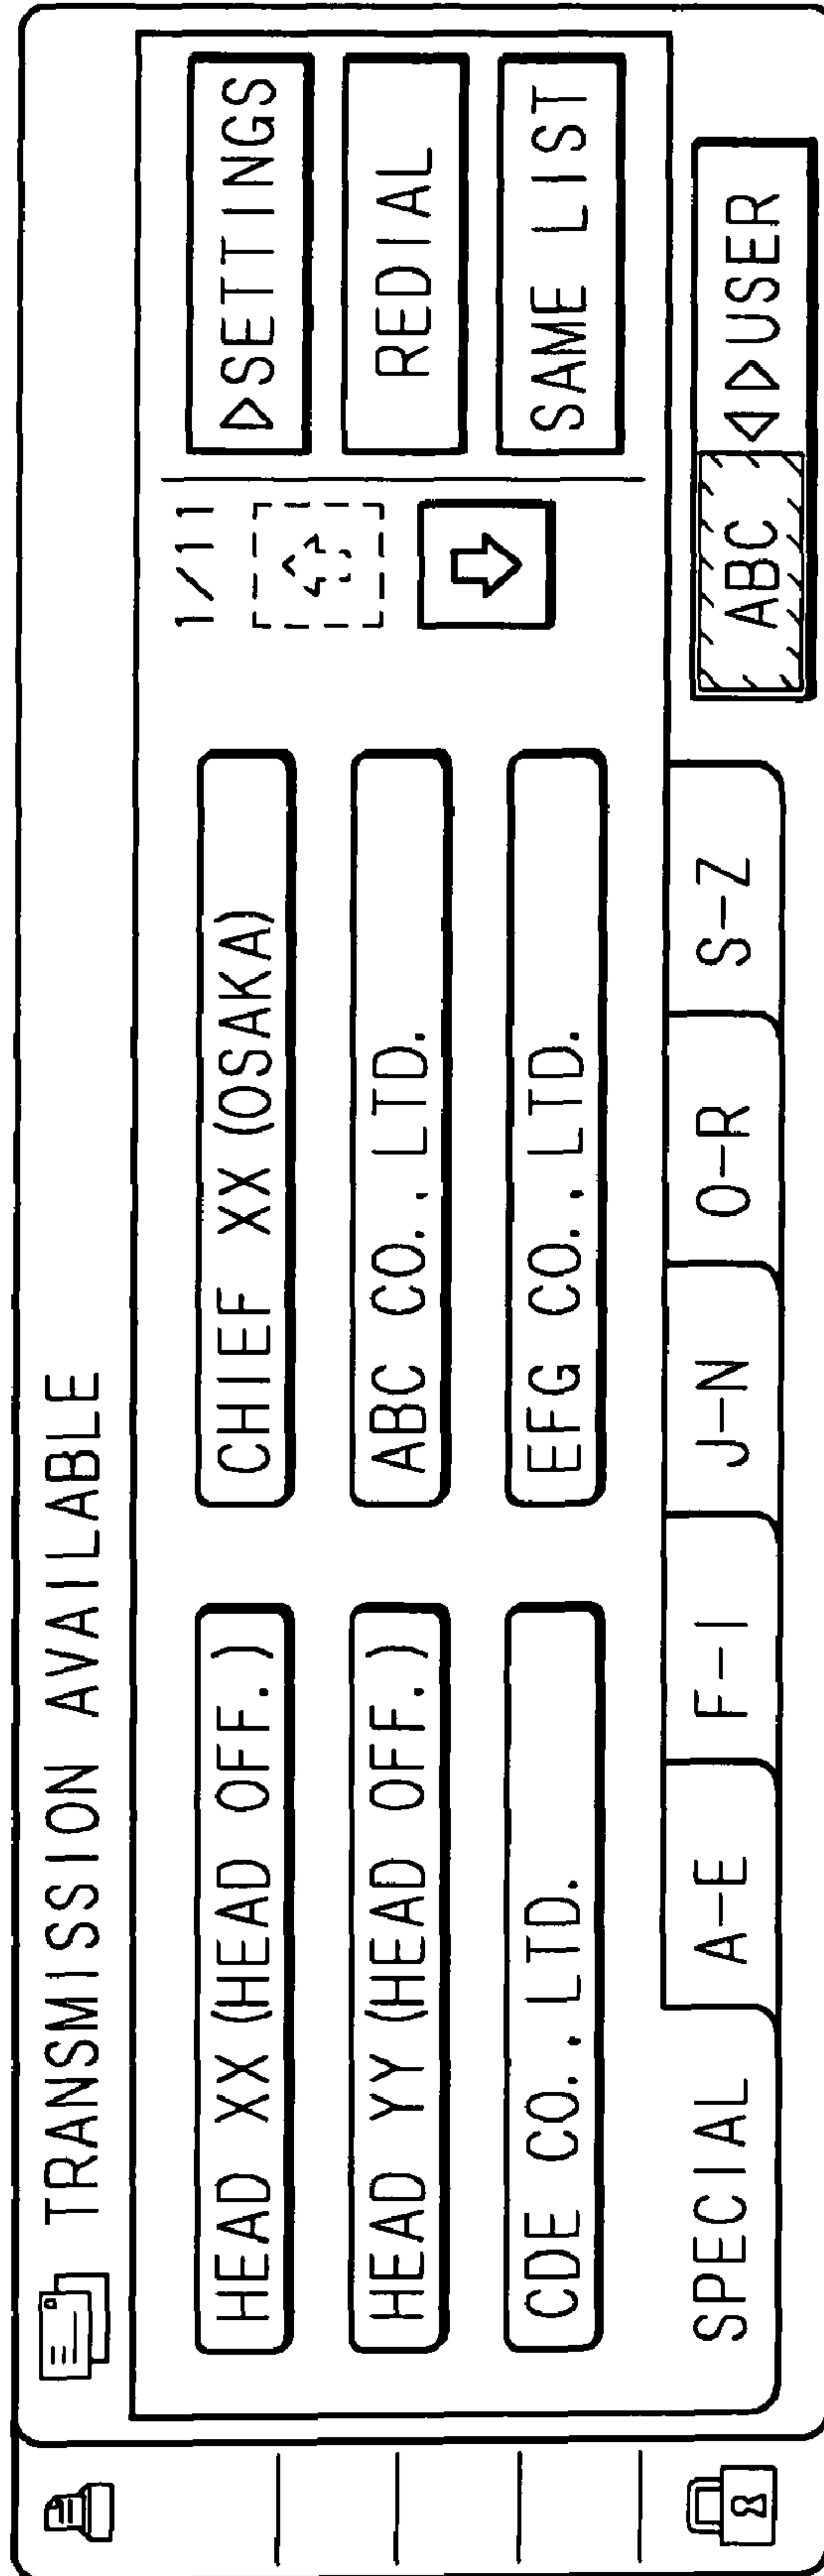 TRANSMISSION AVAILABLE
HEAD XX (HEAD OFF.)
CHIEF XX (OSAKA)
1/11
▷SETTINGS
HEAD YY (HEAD OFF.)
ABC CO., LTD.
REDIAL
CDE CO., LTD.
EFG CO., LTD.
SAME LIST
SPECIAL
A-E
F-I
J-N
O-R
S-Z
ABC
◁▷USER